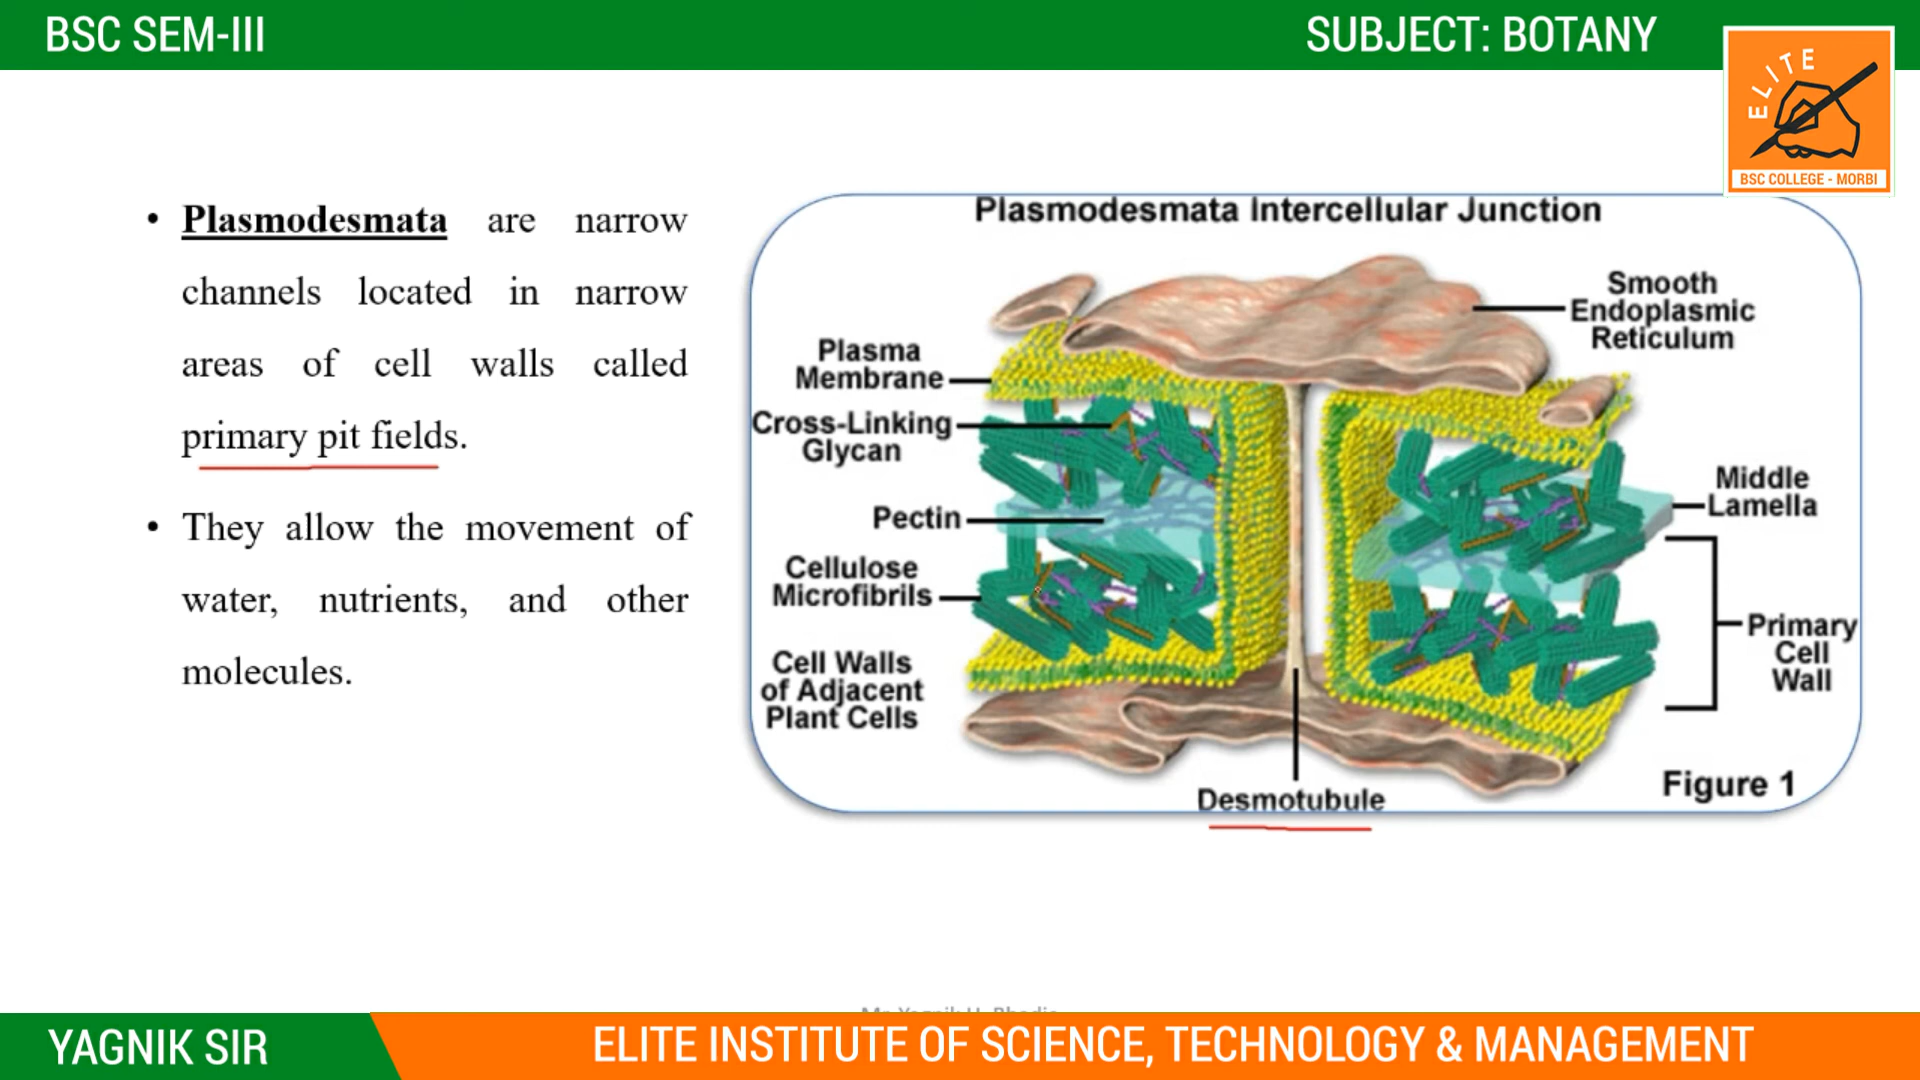 BSC SEM-III
SUBJECT: BOTANY
ELITE
BSC COLLEGE - MORBI
• Plasmodesmata are narrow
channels located in narrow
areas of cell walls called
primary pit fields.
• They allow the movement of
water, nutrients, and other
molecules.
Plasmodesmata Intercellular Junction
Smooth
Endoplasmic
Reticulum
Plasma
Membrane
Cross-Linking
Glycan
Pectin
Middle
Lamella
Cellulose
Microfibrils
Primary
Cell
Wall
Cell Walls
of Adjacent
Plant Cells
Desmotubule
Figure 1
YAGNIK SIR
ELITE INSTITUTE OF SCIENCE, TECHNOLOGY & MANAGEMENT